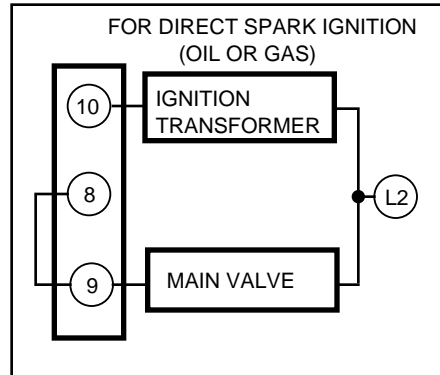 FOR DIRECT SPARK IGNITION
(OIL OR GAS)
10
IGNITION
TRANSFORMER
8
L2
9
MAIN VALVE